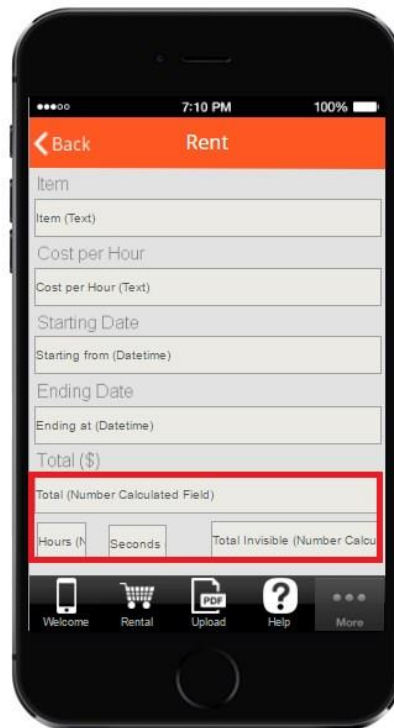 7:10 PM 100%
Back Rent
Item
Item (Text)
Cost per Hour
Cost per Hour (Text)
Starting Date
Starting from (Datetime)
Ending Date
Ending at (Datetime)
Total ($)
Total (Number Calculated Field)
Hours (N Seconds Total Invisible (Number Calcu
PDF
Welcome Rental Upload Help More